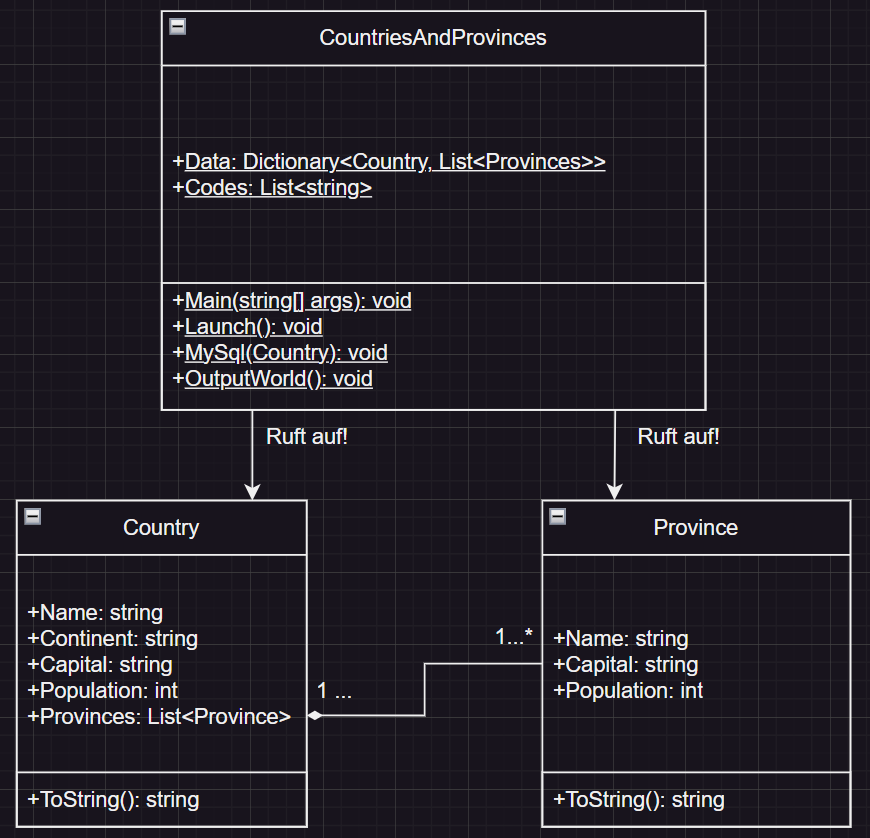 CountriesAndProvinces
+Data: Dictionary<Country, List<Provinces>>
+Codes: List<string>
+Main(string[] args): void
+Launch(): void
+MySql(Country): void
+OutputWorld(): void
Ruft auf!
Ruft auf!
Country
+Name: string
+Continent: string
+Capital: string
+Population: int
+Provinces: List<Province>
+ToString(): string
1 ...
1...*
Province
+Name: string
+Capital: string
+Population: int
+ToString(): string